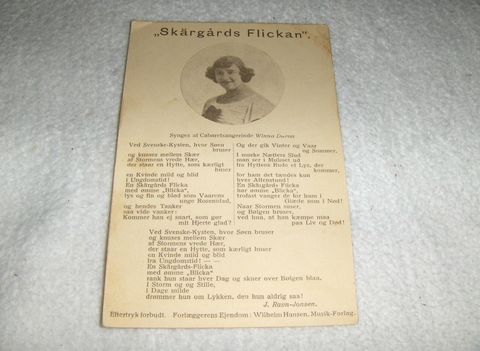 „Skärgårds Flickan".
Synges af Cabaretsangerinde Winna Duron
Ved Svenske-Kysten, hvor Søen
bruser
og knuses mellem Skær
af Stormens vrede Hær,
der staar en Hytte, som kærligt
huser
en Kvinde mild og blid
i Ungdomstid!
En Skärgårds Flicka
med ømme „Blicka",
lys og fin og blød som Vaarens
unge Rosenblad,
og hendes Tanker
saa vide vanker:
Kommer han ej snart, som gør
mit Hjerte glad?
Og der gik Vinter og Vaar
og Sommer,
I mørke Nætters Slud
man ser i Mulmet ud
fra Hyttens Rude et Lys, der
kommer,
for ham det tændes kun
hver Aftenstund!
En Skärgårds Flicka
har ømme „Blicka",
trofast vanger de for ham i
Glæde som i Nød!
Naar Stormen suser,
og Bølgen bruser,
ved hun, at han kæmpe maa
paa Liv og Død!
Ved Svenske-Kysten, hvor Søen bruser
og knuses mellem Skær
af Stormens vrede Hær,
der staar en Hytte, som kærligt huser
en Kvinde mild og blid
fra Ungdomstid! — —
En Skärgårds-Flicka
med ømme „Blicka"
rank hun staar hver Dag og skuer over Bølgen blaa,
I Storm og og Stille,
i Dage milde
drømmer hun om Lykken, den hun aldrig saa!
J. Ravn-Jonsen.
Eftertryk forbudt. Forlæggerens Ejendom: Wilhelm Hansen, Musik-Forlag.